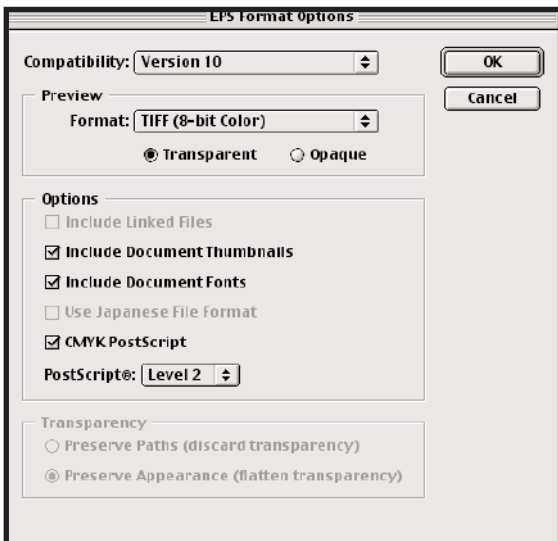 EPS Format Options
Compatibility: Version 10
OK
Cancel
Preview
Format: TIFF (8-bit Color)
Transparent Opaque
Options
Include Linked Files
Include Document Thumbnails
Include Document Fonts
Use Japanese File Format
CMYK PostScript
PostScript®: Level 2
Transparency
Preserve Paths (discard transparency)
Preserve Appearance (flatten transparency)